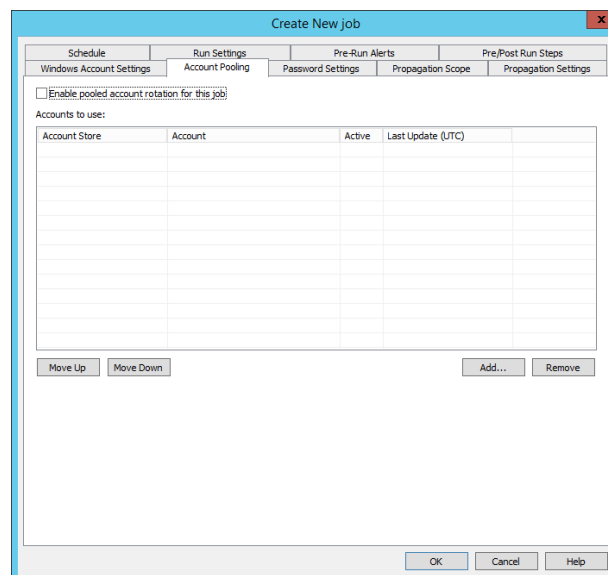 Create New job
x
Schedule Run Settings Pre-Run Alerts Pre/Post Run Steps
Windows Account Settings Account Pooling Password Settings Propagation Scope Propagation Settings
Enable pooled account rotation for this job
Accounts to use:
Account Store Account Active Last Update (UTC)
Move Up Move Down Add... Remove
OK Cancel Help